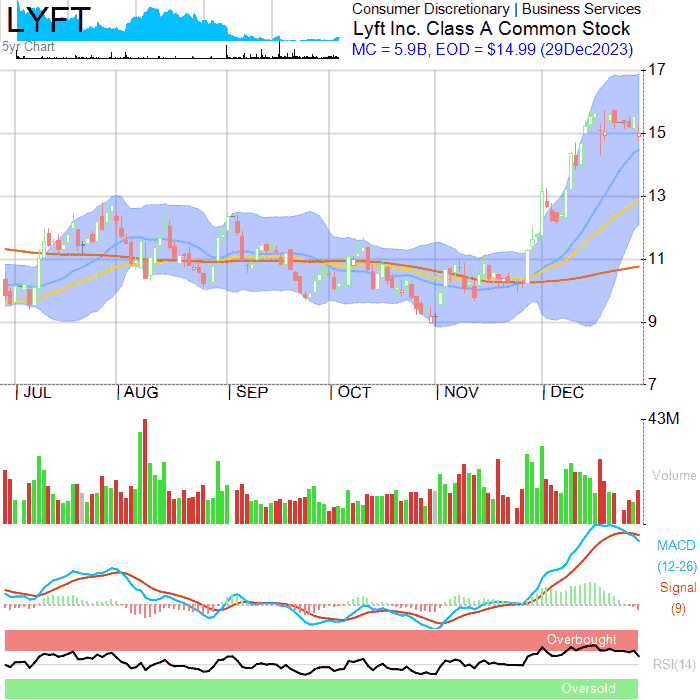 LYFT
5yr Chart
Consumer Discretionary | Business Services
Lyft Inc. Class A Common Stock
MC = 5.9B, EOD = $14.99 (29Dec2023)
17
15
13
11
9
7
JUL AUG SEP OCT NOV DEC
43M
Volume
MACD
(12-26)
Signal
(9)
Overbought
RSI(14)
Oversold